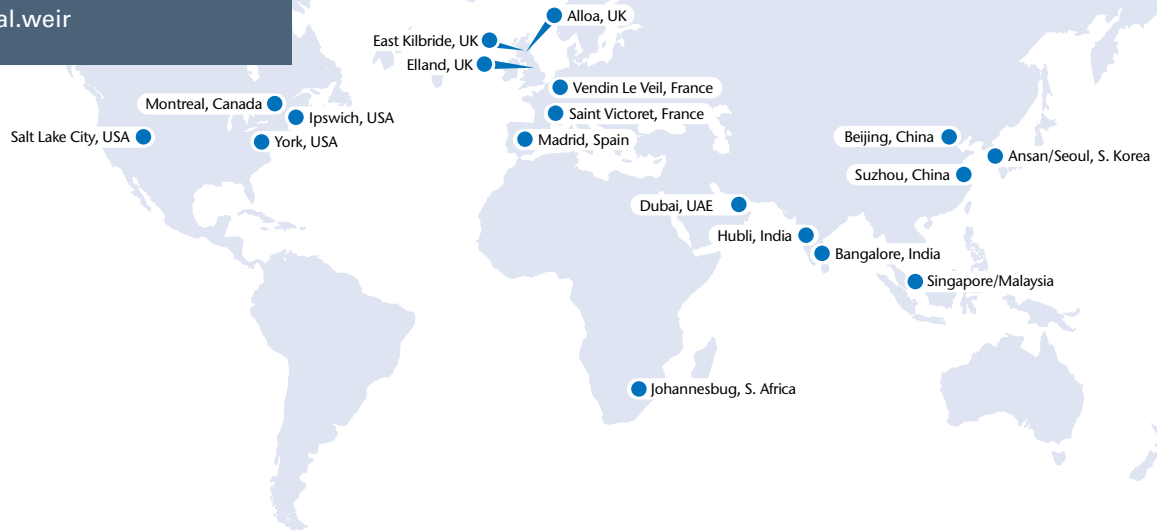 al.weir
Alloa, UK
East Kilbride, UK
Elland, UK
Vendin Le Veil, France
Montreal, Canada
Saint Victoret, France
Ipswich, USA
Salt Lake City, USA
York, USA
Madrid, Spain
Beijing, China
Ansan/Seoul, S. Korea
Suzhou, China
Dubai, UAE
Hubli, India
Bangalore, India
Singapore/Malaysia
Johannesbug, S. Africa